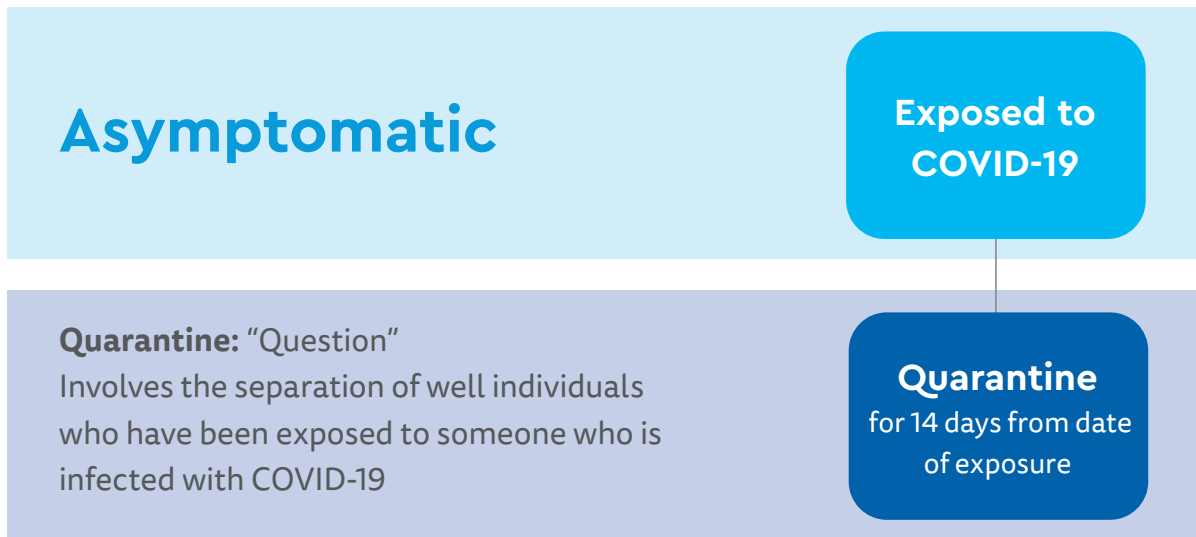 Asymptomatic
Exposed to
COVID-19
Quarantine: “Question”
Involves the separation of well individuals
who have been exposed to someone who is
infected with COVID-19
Quarantine
for 14 days from date
of exposure